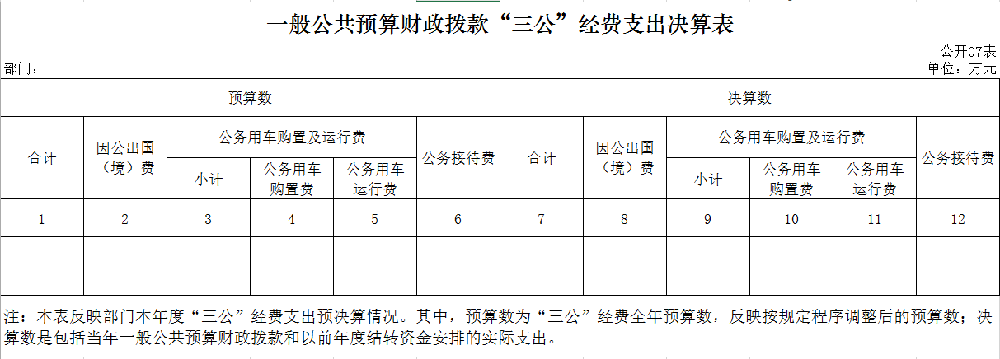 一般公共预算财政拨款“三公”经费支出决算表
公开07表
部门： 单位：万元
预算数 决算数
合计 因公出国（境）费 公务用车购置及运行费 公务接待费 合计 因公出国（境）费 公务用车购置及运行费 公务接待费
小计 公务用车购置费 公务用车运行费 小计 公务用车购置费 公务用车运行费
1 2 3 4 5 6 7 8 9 10 11 12
注：本表反映部门本年度“三公”经费支出预决算情况。其中，预算数为“三公”经费全年预算数，反映按规定程序调整后的预算数；决
算数是包括当年一般公共预算财政拨款和以前年度结转资金安排的实际支出。